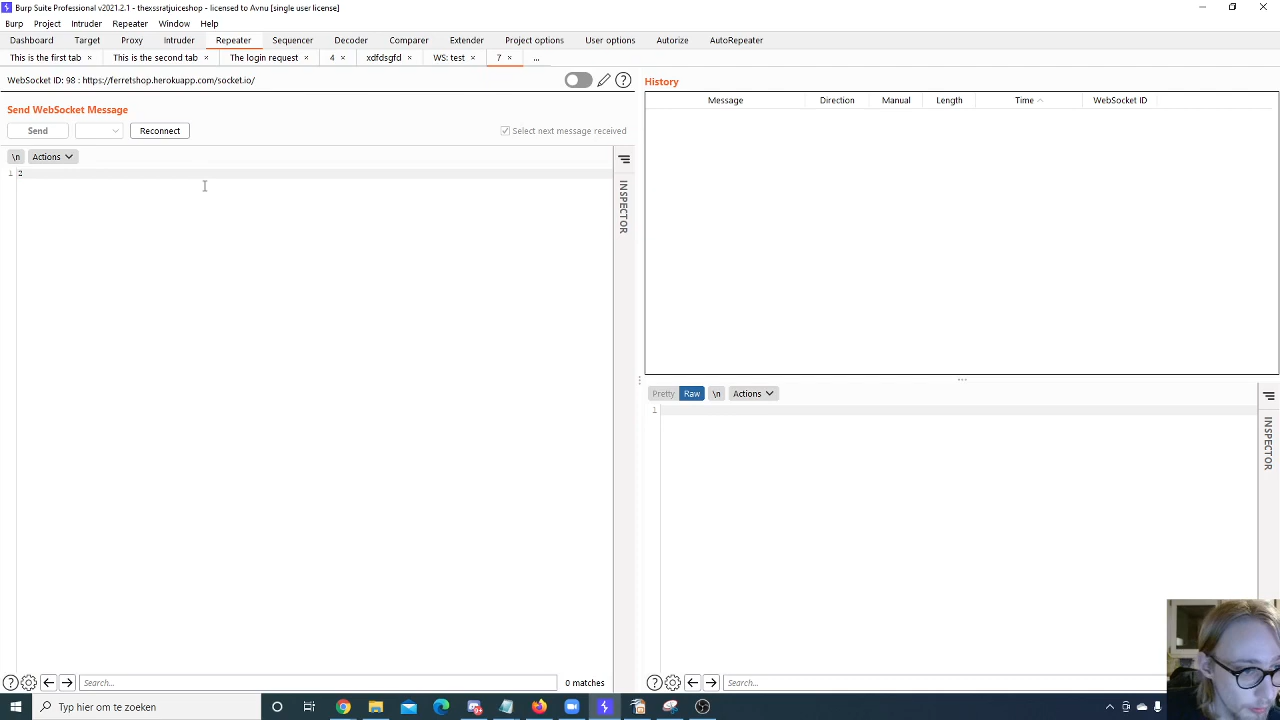 Burp Suite Professional v2021.2.1 - thexssratjuiceshop - licensed to Avnu [single user license]
Burp Project Intruder Repeater Window Help
Dashboard Target Proxy Intruder Repeater Sequencer Decoder Comparer Extender Project options User options Autorize AutoRepeater
This is the first tab × This is the second tab × The login request × 4 × xdfdsgfd × WS: test × 7 × ...
WebSocket ID: 98 : https://ferretshop.herokuapp.com/socket.io/
History
Send WebSocket Message
Message Direction Manual Length Time WebSocket ID
Send Reconnect Select next message received
\n Actions
1 2
INSPECTOR
Pretty Raw \n Actions
1
INSPECTOR
Search... 0 matches
Search...
Typ hier om te zoeken